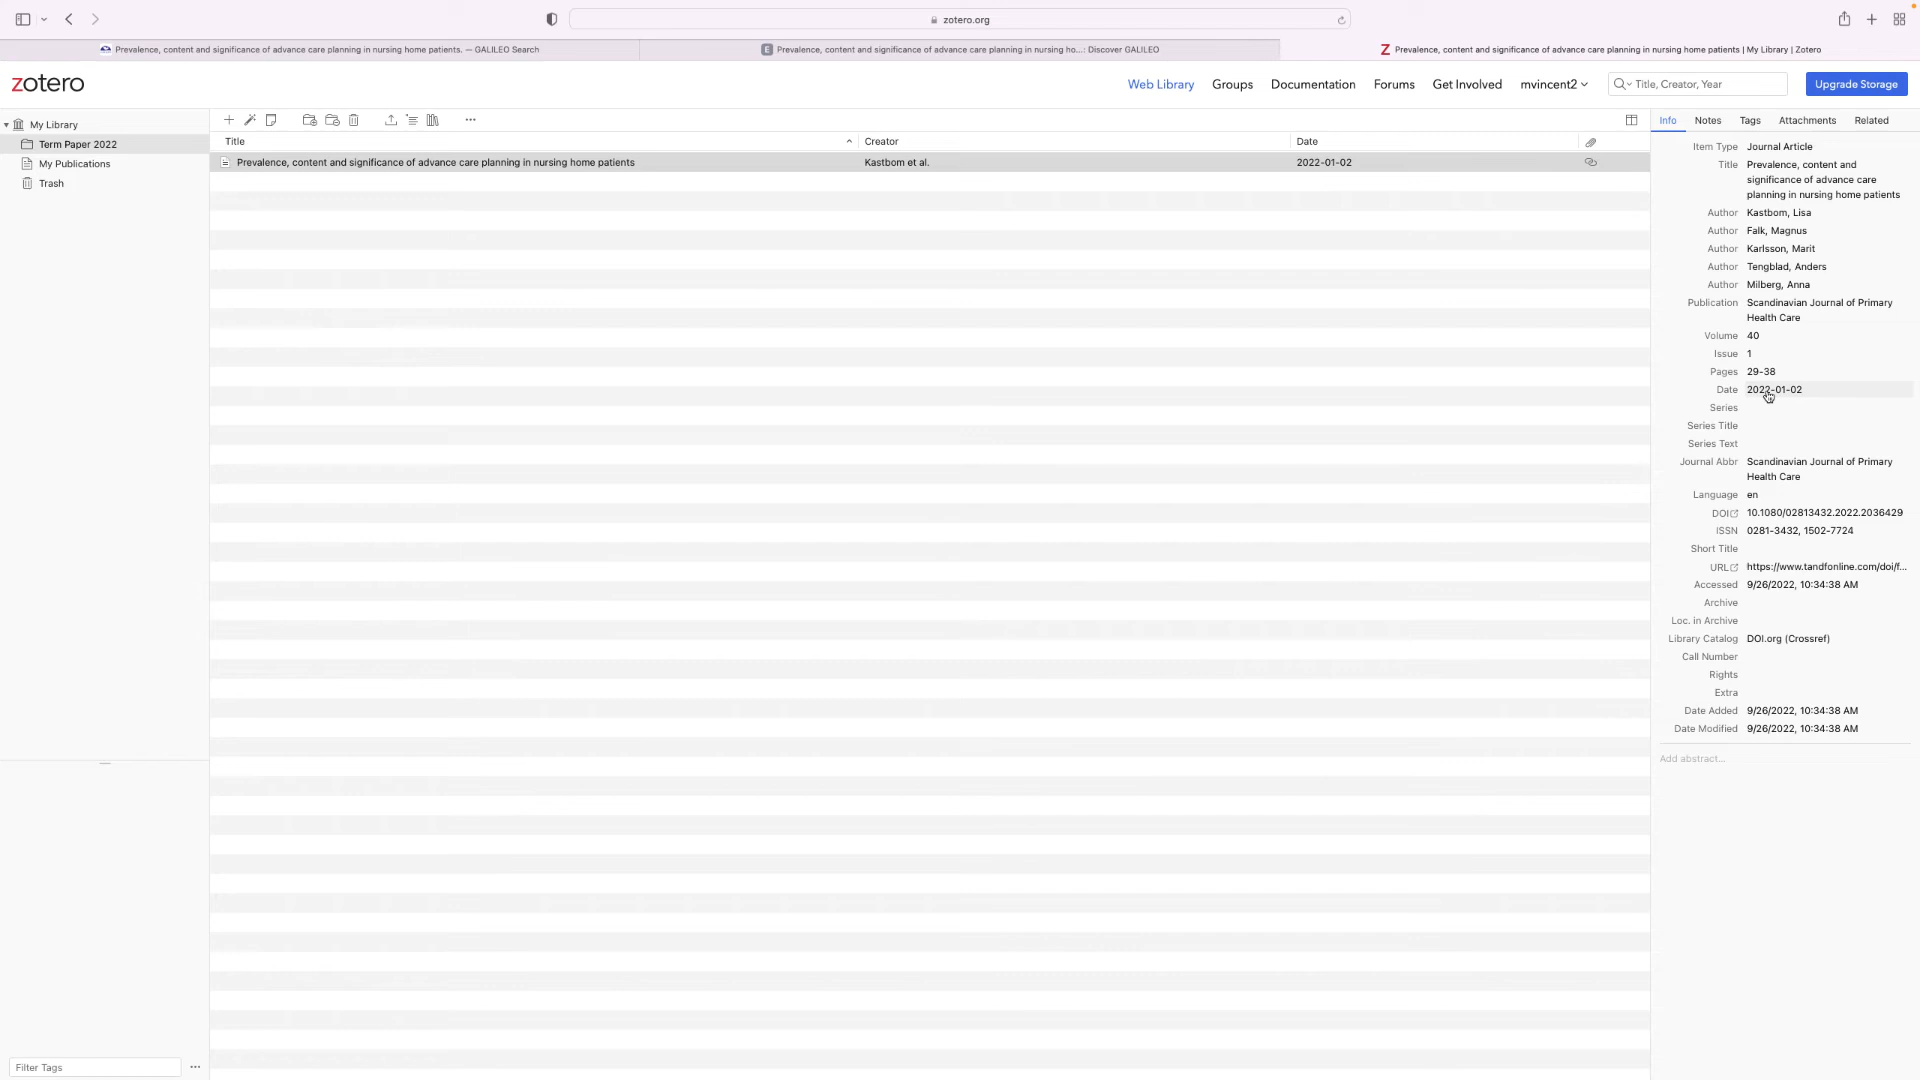 zotero.org
Prevalence, content and significance of advance care planning in nursing home patients. — GALILEO Search
E Prevalence, content and significance of advance care planning in nursing ho...: Discover GALILEO
Z Prevalence, content and significance of advance care planning in nursing home patients | My Library | Zotero
zotero
Web Library Groups Documentation Forums Get Involved mvincent2 Title, Creator, Year Upgrade Storage
My Library
Term Paper 2022
My Publications
Trash
Title Creator Date
Prevalence, content and significance of advance care planning in nursing home patients Kastbom et al. 2022-01-02
Info Notes Tags Attachments Related
Item Type Journal Article
Title Prevalence, content and
significance of advance care
planning in nursing home patients
Author Kastbom, Lisa
Author Falk, Magnus
Author Karlsson, Marit
Author Tengblad, Anders
Author Milberg, Anna
Publication Scandinavian Journal of Primary
Health Care
Volume 40
Issue 1
Pages 29-38
Date 2022-01-02
Series
Series Title
Series Text
Journal Abbr Scandinavian Journal of Primary
Health Care
Language en
DOI 10.1080/02813432.2022.2036429
ISSN 0281-3432, 1502-7724
Short Title
URL https://www.tandfonline.com/doi/f...
Accessed 9/26/2022, 10:34:38 AM
Archive
Loc. in Archive
Library Catalog DOI.org (Crossref)
Call Number
Rights
Extra
Date Added 9/26/2022, 10:34:38 AM
Date Modified 9/26/2022, 10:34:38 AM
Add abstract...
Filter Tags